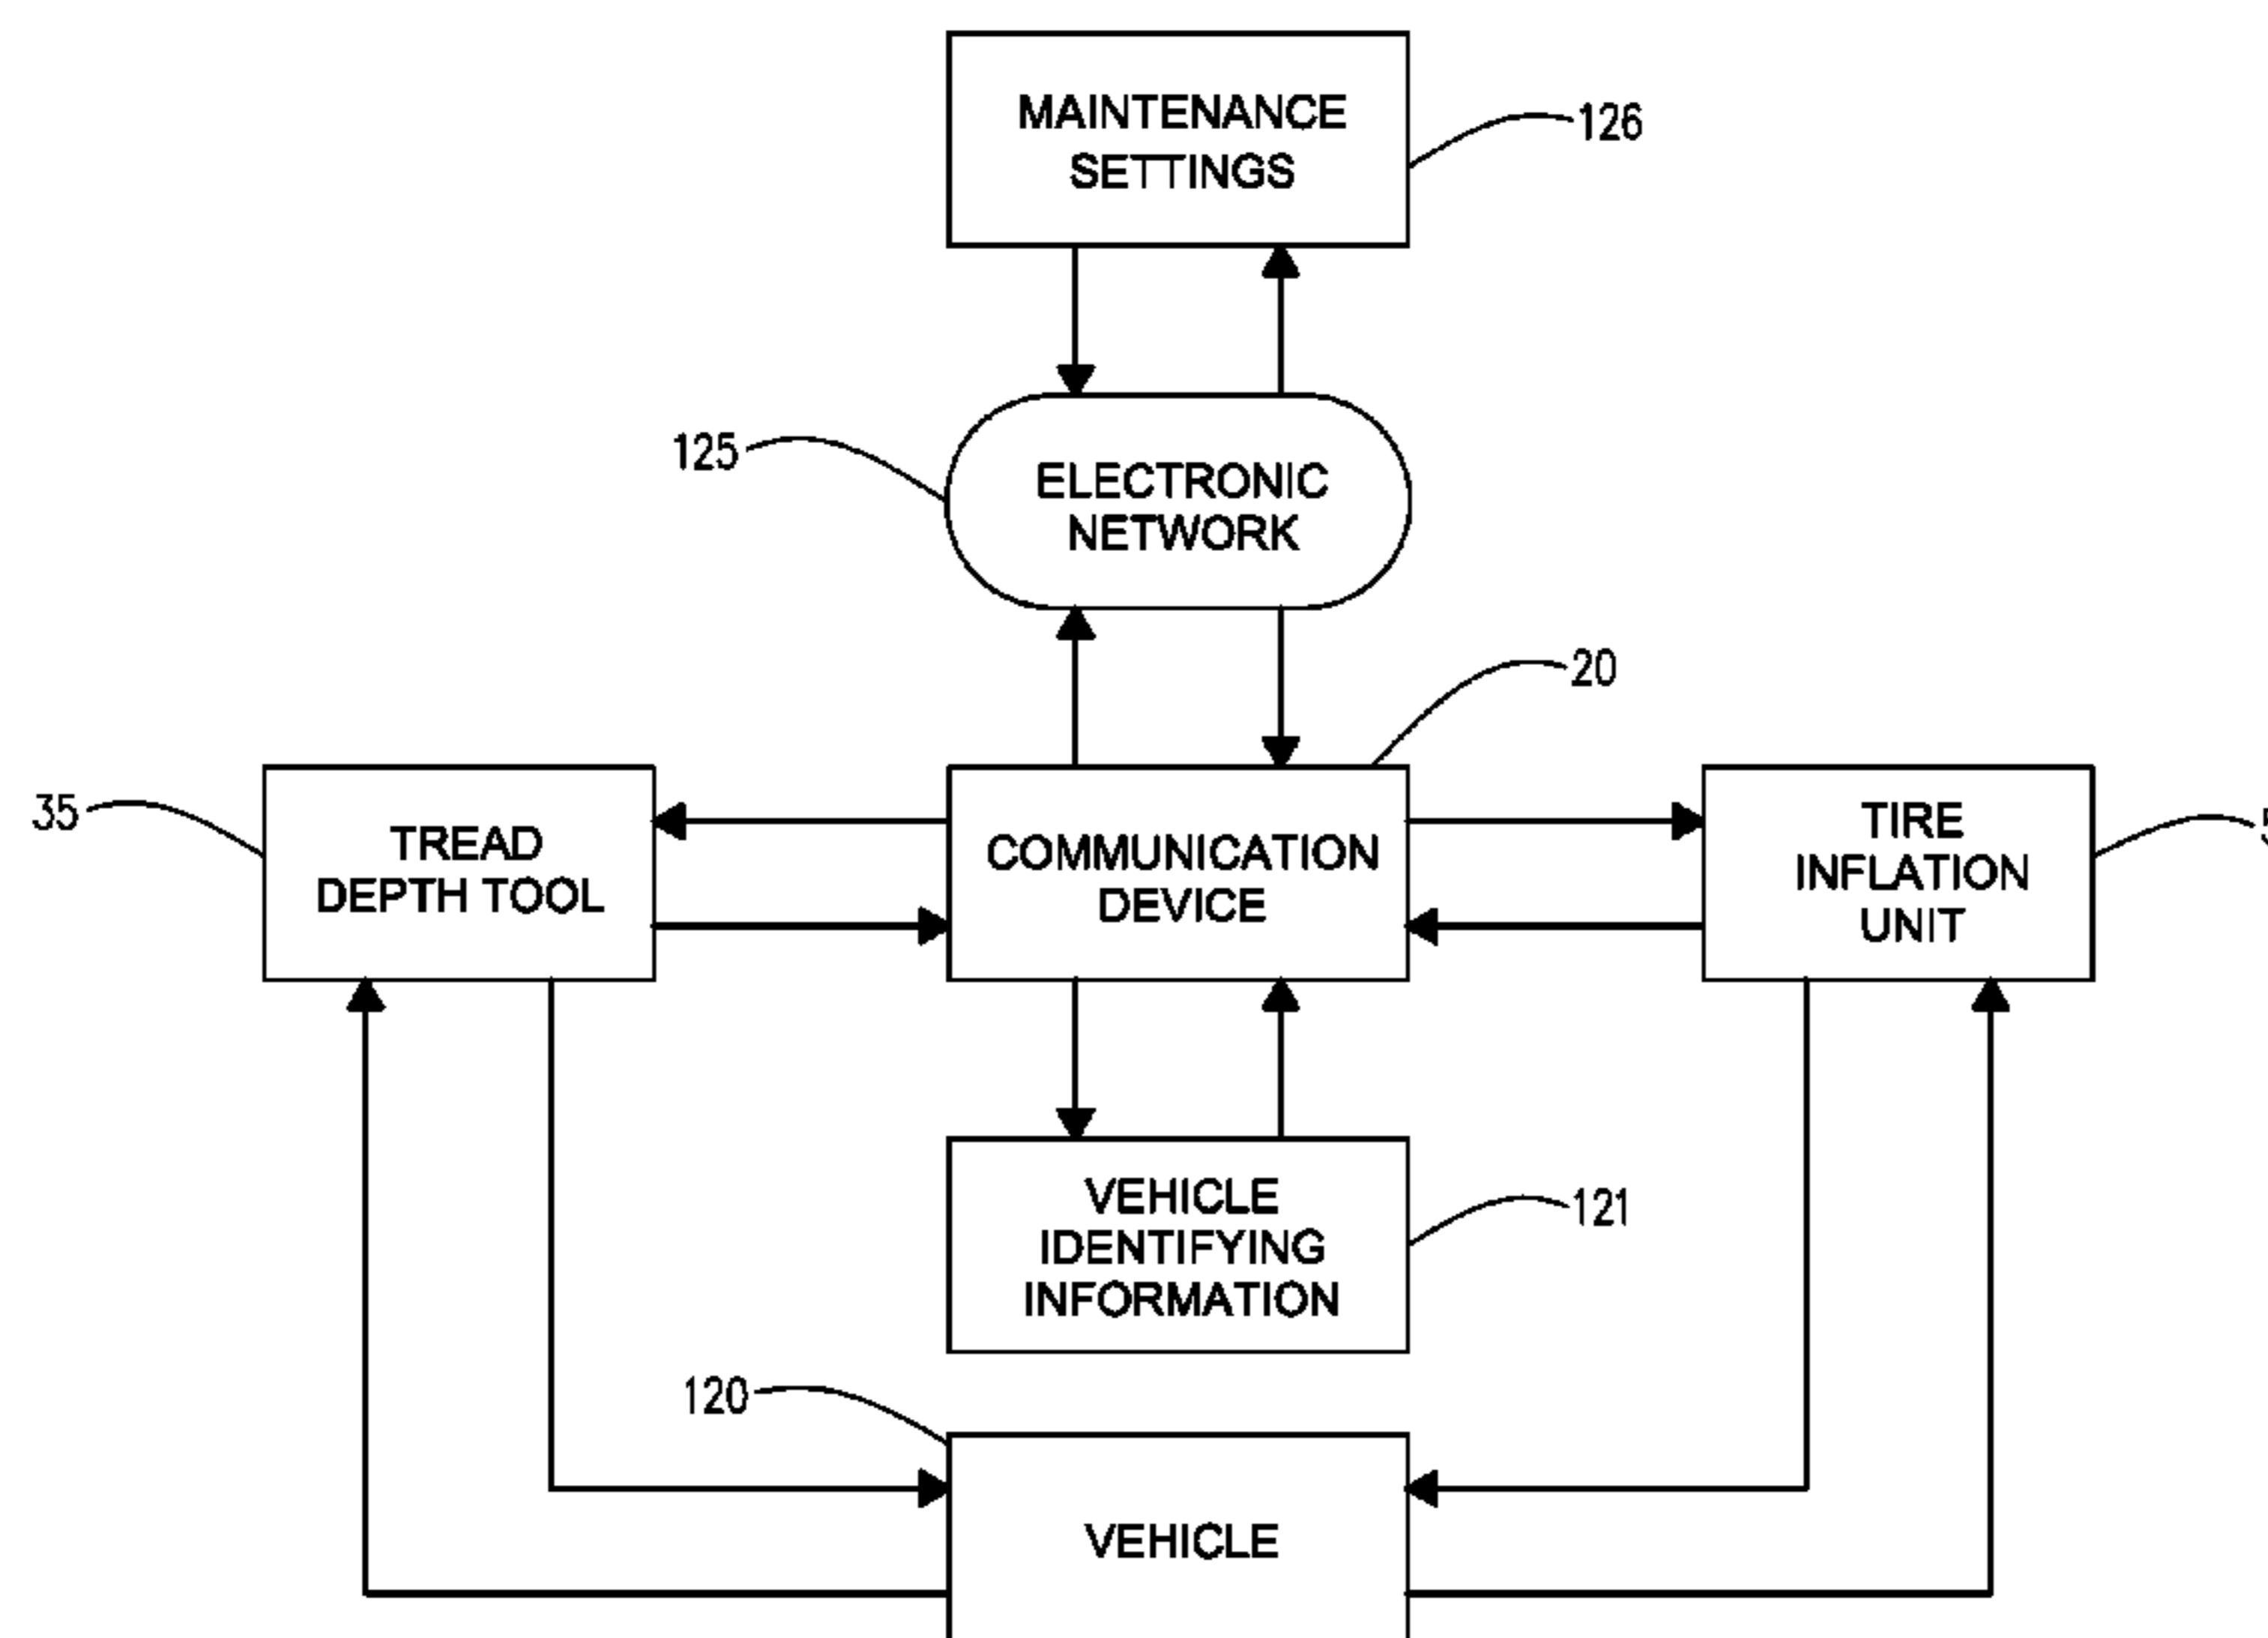 MAINTENANCE
SETTINGS
126
125
ELECTRONIC
NETWORK
20
35
TREAD
DEPTH TOOL
COMMUNICATION
DEVICE
TIRE
INFLATION
UNIT
VEHICLE
IDENTIFYING
INFORMATION
121
120
VEHICLE